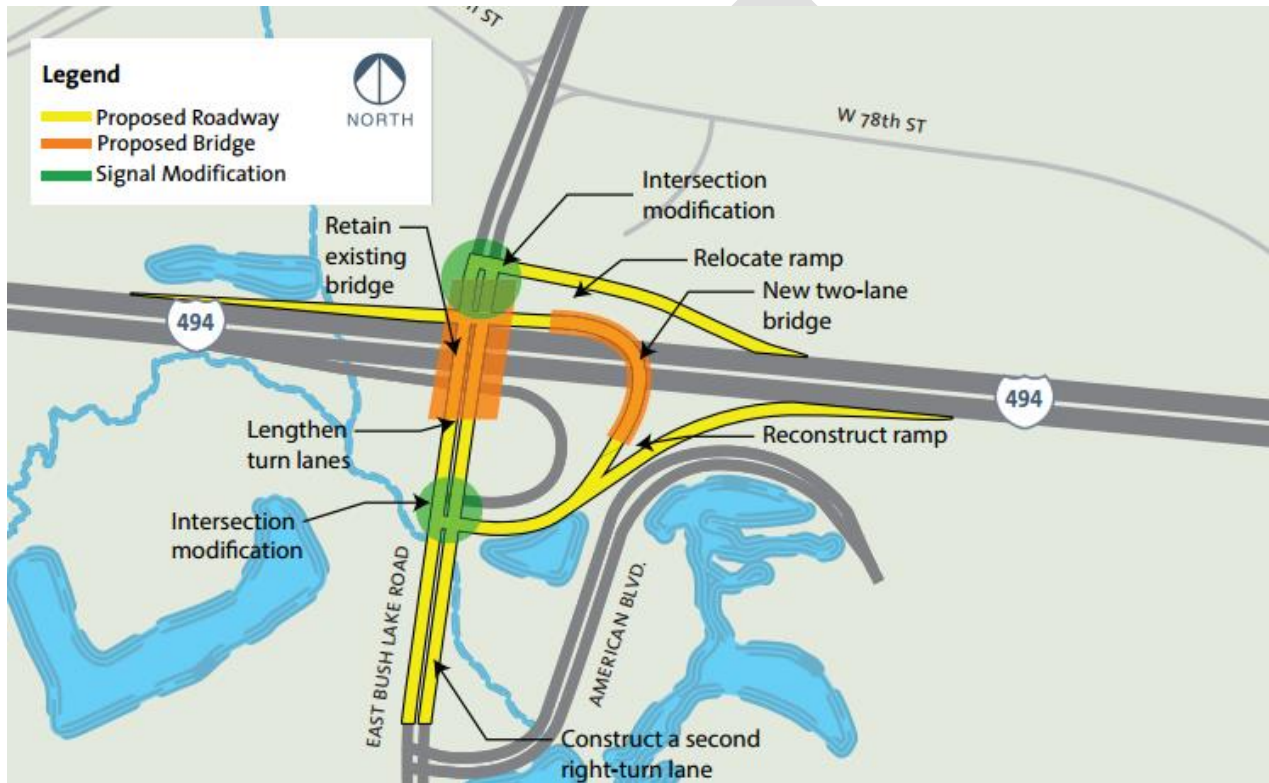 ST
Legend
NORTH
Proposed Roadway
Proposed Bridge
Signal Modification
W 78th ST
Intersection
modification
Retain
existing
bridge
Relocate ramp
New two-lane
bridge
494
494
Lengthen
turn lanes
Reconstruct ramp
Intersection
modification
EAST BUSH LAKE ROAD
AMERICAN BLVD.
Construct a second
right-turn lane